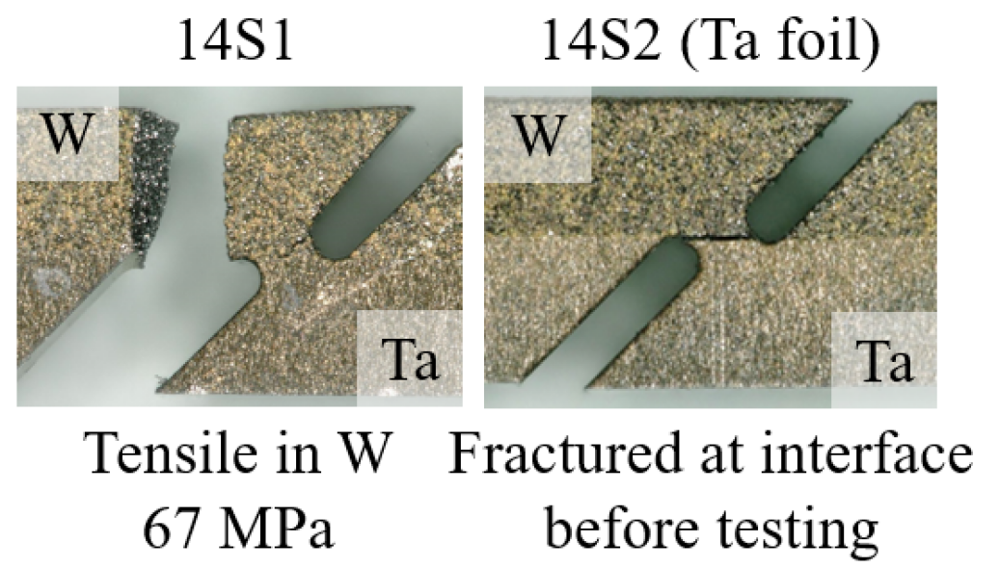 14S1
14S2 (Ta foil)
W
W
Ta
Ta
Tensile in W
67 MPa
Fractured at interface
before testing